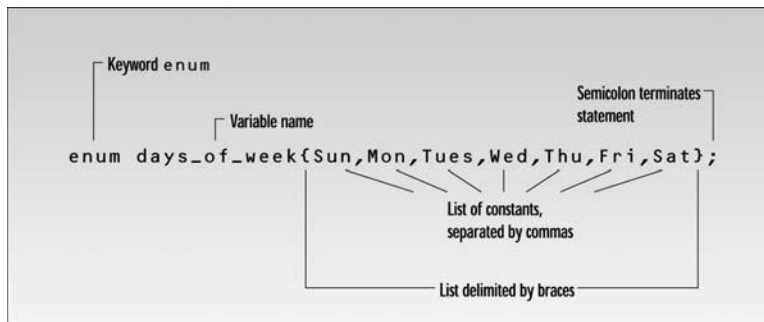 Keyword enum
Semicolon terminates
statement
Variable name
enum days_of_week{Sun,Mon,Tues,Wed,Thu,Fri,Sat};
List of constants,
separated by commas
List delimited by braces